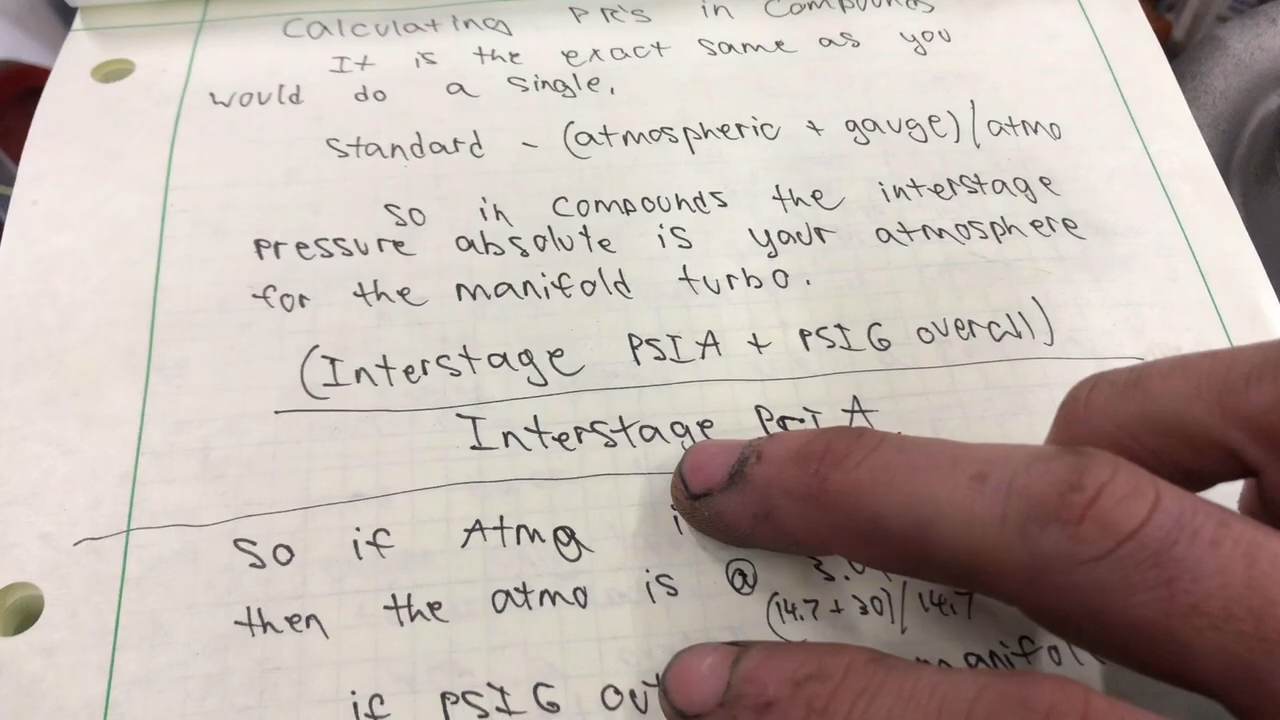 Calculating PR's in Compounds
It is the exact same as you
would do a single.
Standard - (atmospheric + gauge)/atmo
So in compounds the interstage
pressure absolute is your atmosphere
for the manifold turbo.
(Interstage PSIA + PSIG overall)
Interstage PSIA
So if Atmo
then the atmo is @
(14.7 + 30)/14.7
if PSIG